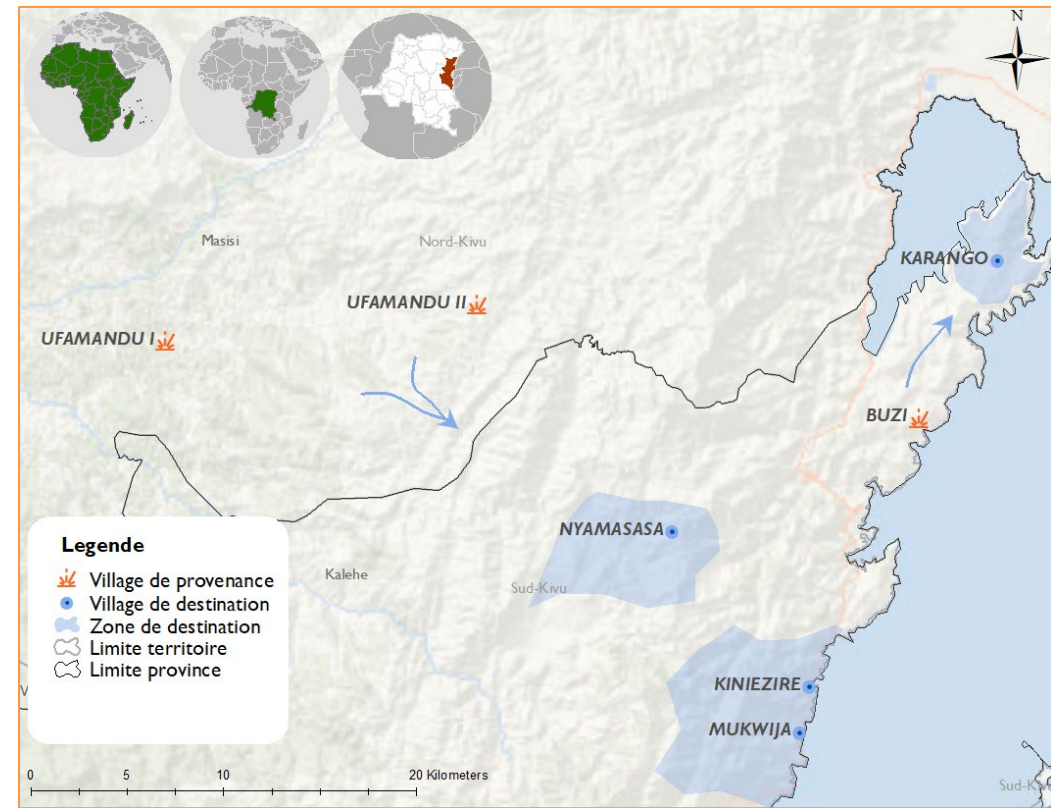 N
Masisi
Nord-Kivu
KARANGO
UFAMANDU II
UFAMANDU I
BUZI
NYAMASASA
Kalehe
Sud-Kivu
KINIEZIRE
MUKWIJA
Legende
Village de provenance
Village de destination
Zone de destination
Limite territoire
Limite province
V
0 5 10 20 Kilometers